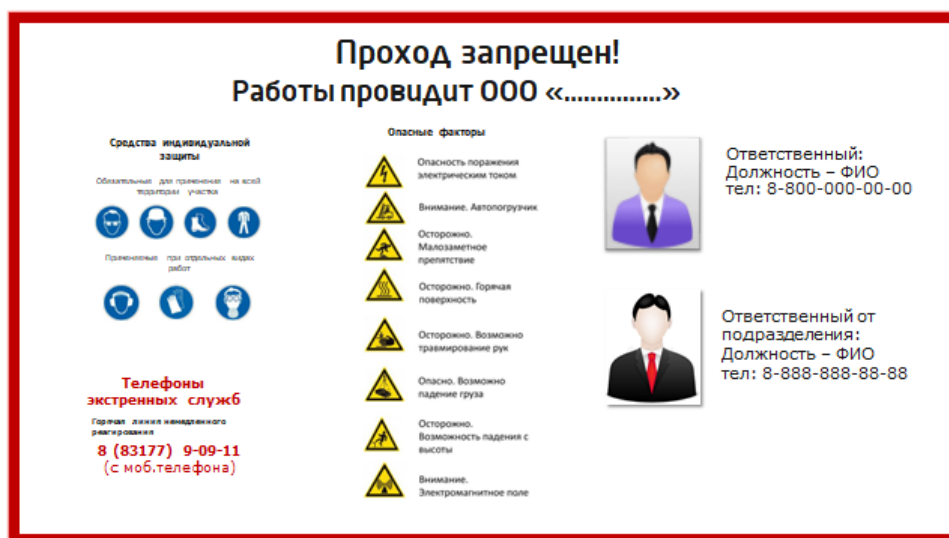 Проход запрещен!
Работы провидит ООО «...............»
Средства индивидуальной
защиты
Обязательные для применения на всей
территории участка
Применяемые при отдельных видах
работ
Телефоны
экстренных служб
Горячая линия немедленного
реагирования
8 (83177) 9-09-11
(с моб.телефона)
Опасные факторы
Опасность поражения
электрическим током
Внимание. Автопогрузчик
Осторожно.
Малозаметное
препятствие
Осторожно. Горячая
поверхность
Осторожно. Возможно
травмирование рук
Опасно. Возможно
падение груза
Осторожно.
Возможность падения с
высоты
Внимание.
Электромагнитное поле
Ответственный:
Должность – ФИО
тел: 8-800-000-00-00
Ответственный от
подразделения:
Должность – ФИО
тел: 8-888-888-88-88